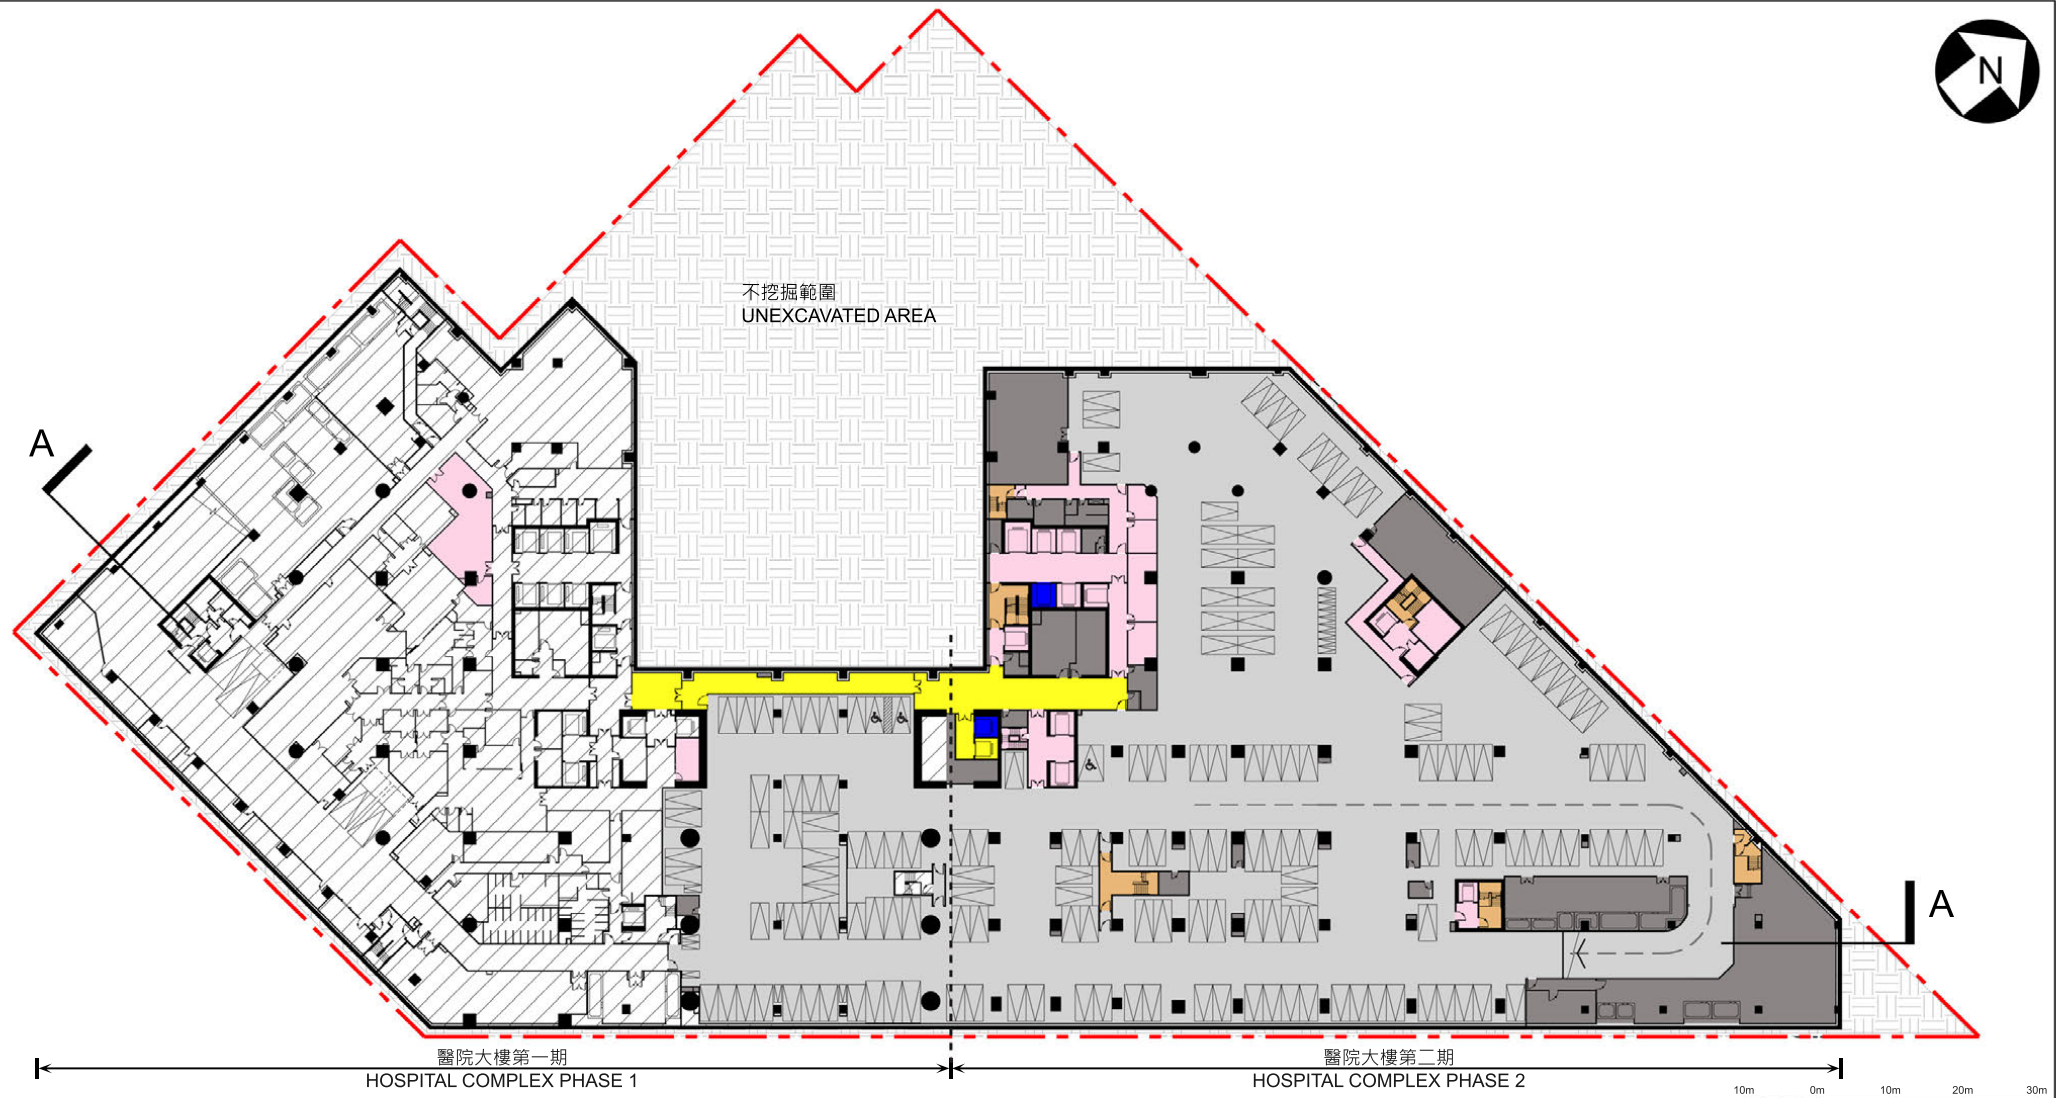 N
不挖掘範圍
UNEXCAVATED AREA
A
A
醫院大樓第一期
HOSPITAL COMPLEX PHASE 1
醫院大樓第二期
HOSPITAL COMPLEX PHASE 2
10m 0m 10m 20m 30m